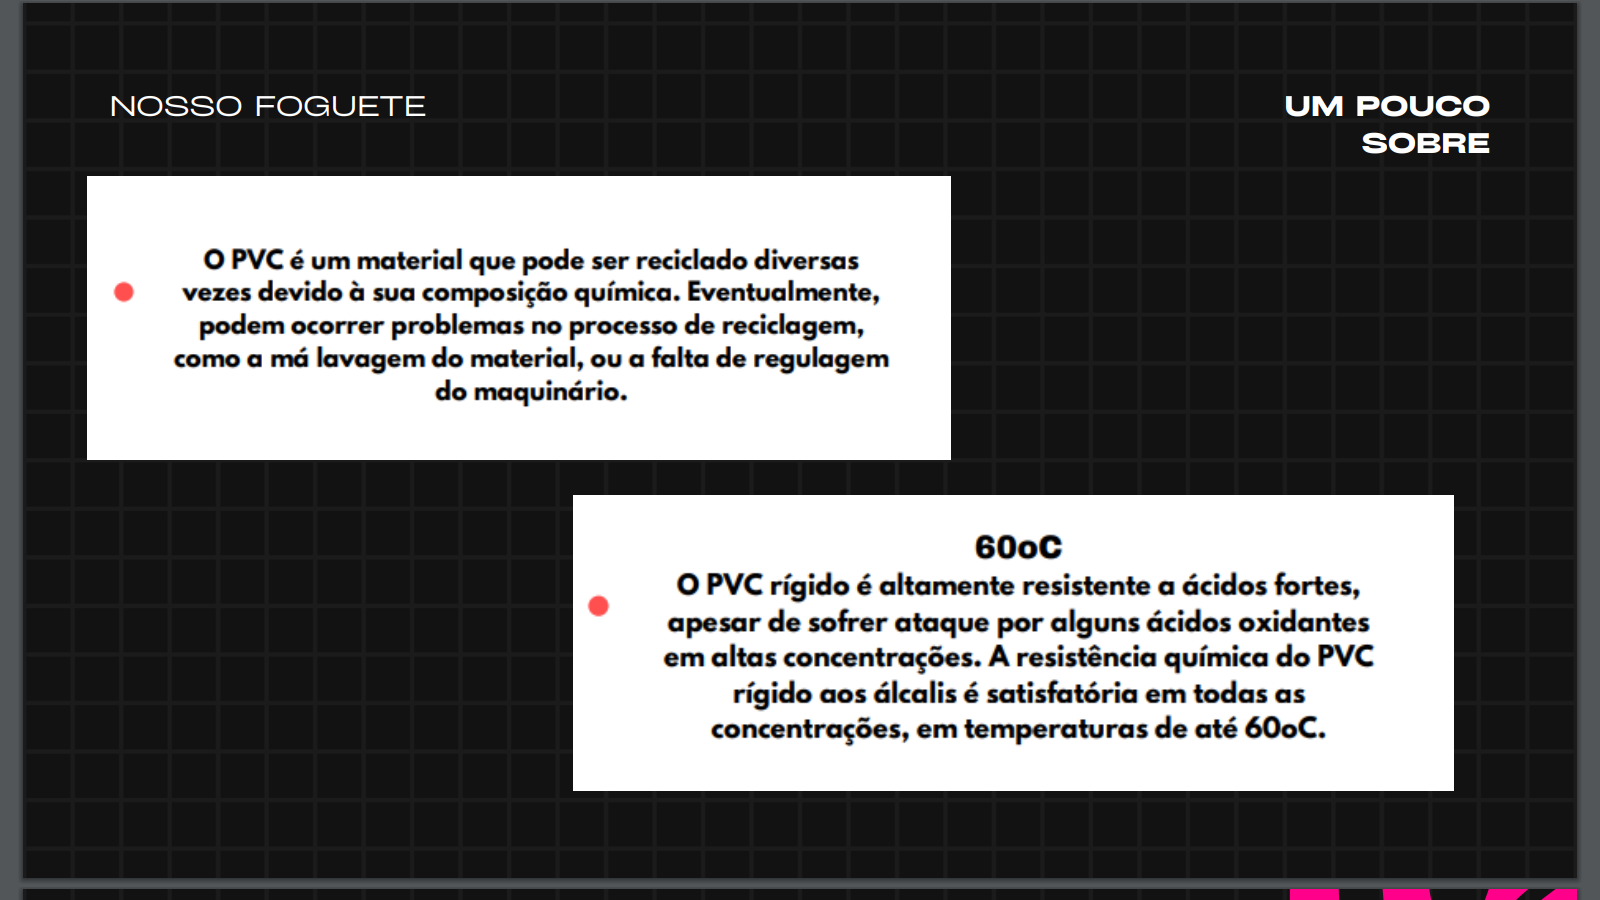 NOSSO FOGUETE
UM POUCO
SOBRE
O PVC é um material que pode ser reciclado diversas
vezes devido à sua composição química. Eventualmente,
podem ocorrer problemas no processo de reciclagem,
como a má lavagem do material, ou a falta de regulagem
do maquinário.
60oC
O PVC rígido é altamente resistente a ácidos fortes,
apesar de sofrer ataque por alguns ácidos oxidantes
em altas concentrações. A resistência química do PVC
rígido aos álcalis é satisfatória em todas as
concentrações, em temperaturas de até 60oC.